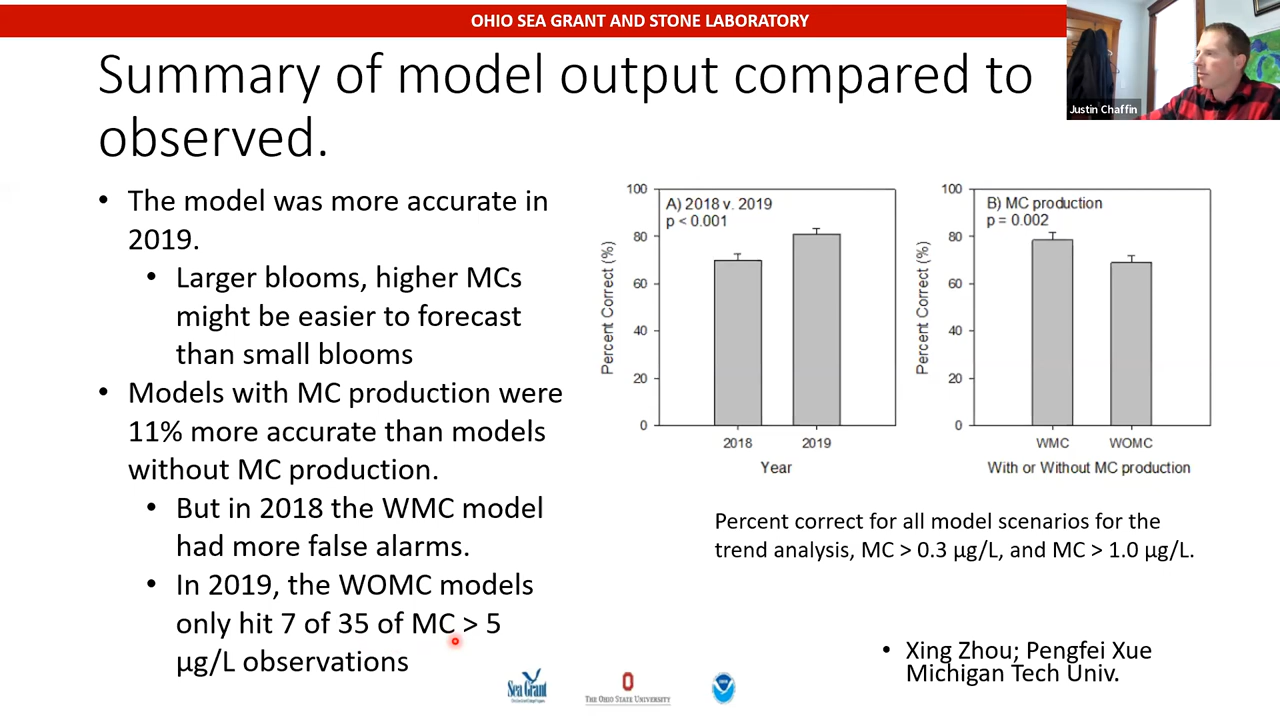 OHIO SEA GRANT AND STONE LABORATORY
Justin Chaffin
Summary of model output compared to
observed.
• The model was more accurate in
2019.
• Larger blooms, higher MCs
might be easier to forecast
than small blooms
• Models with MC production were
11% more accurate than models
without MC production.
• But in 2018 the WMC model
had more false alarms.
• In 2019, the WOMC models
only hit 7 of 35 of MC > 5
µg/L observations
A) 2018 v. 2019
p < 0.001
Percent Correct (%)
100
80
60
40
20
0
2018 2019
Year
B) MC production
p = 0.002
Percent Correct (%)
100
80
60
40
20
0
WMC WOMC
With or Without MC production
Percent correct for all model scenarios for the
trend analysis, MC > 0.3 µg/L, and MC > 1.0 µg/L.
• Xing Zhou; Pengfei Xue
Michigan Tech Univ.
Sea Grant
THE OHIO STATE UNIVERSITY